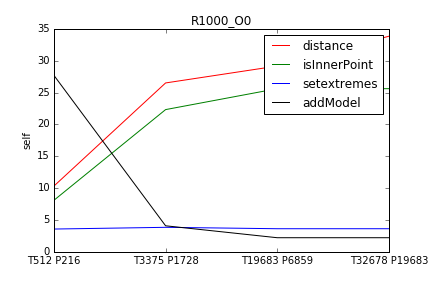 R1000_O0
distance
isInnerPoint
setextremes
addModel
self
35
30
25
20
15
10
5
0
T512 P216
T3375 P1728
T19683 P6859
T32678 P19683